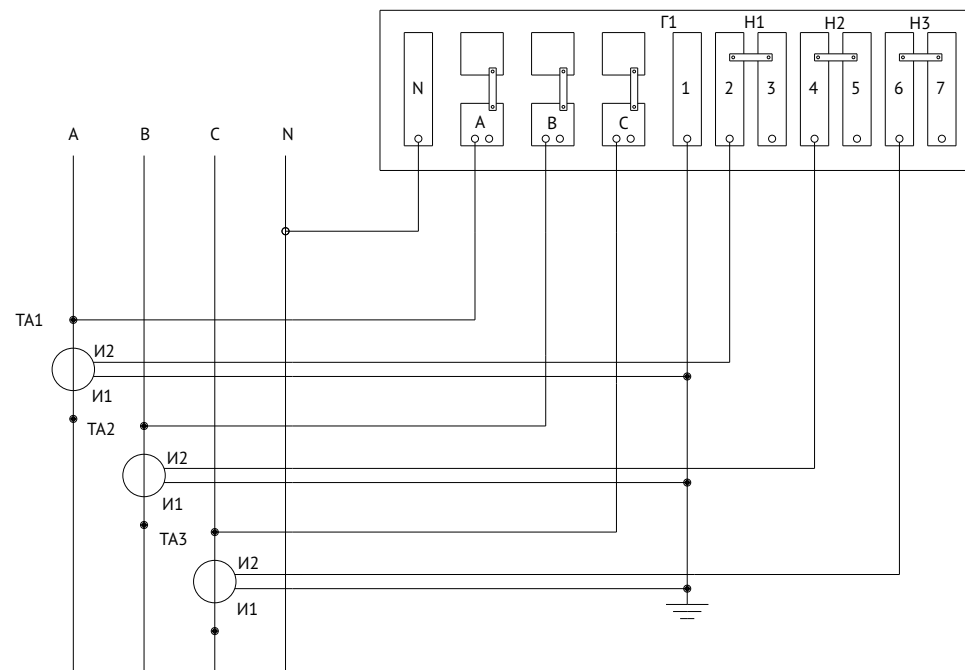 Г1 Н1 Н2 Н3
N 1 2 3 4 5 6 7
А В С
А В С N
ТА1
И2
И1
ТА2
И2
И1
ТА3
И2
И1